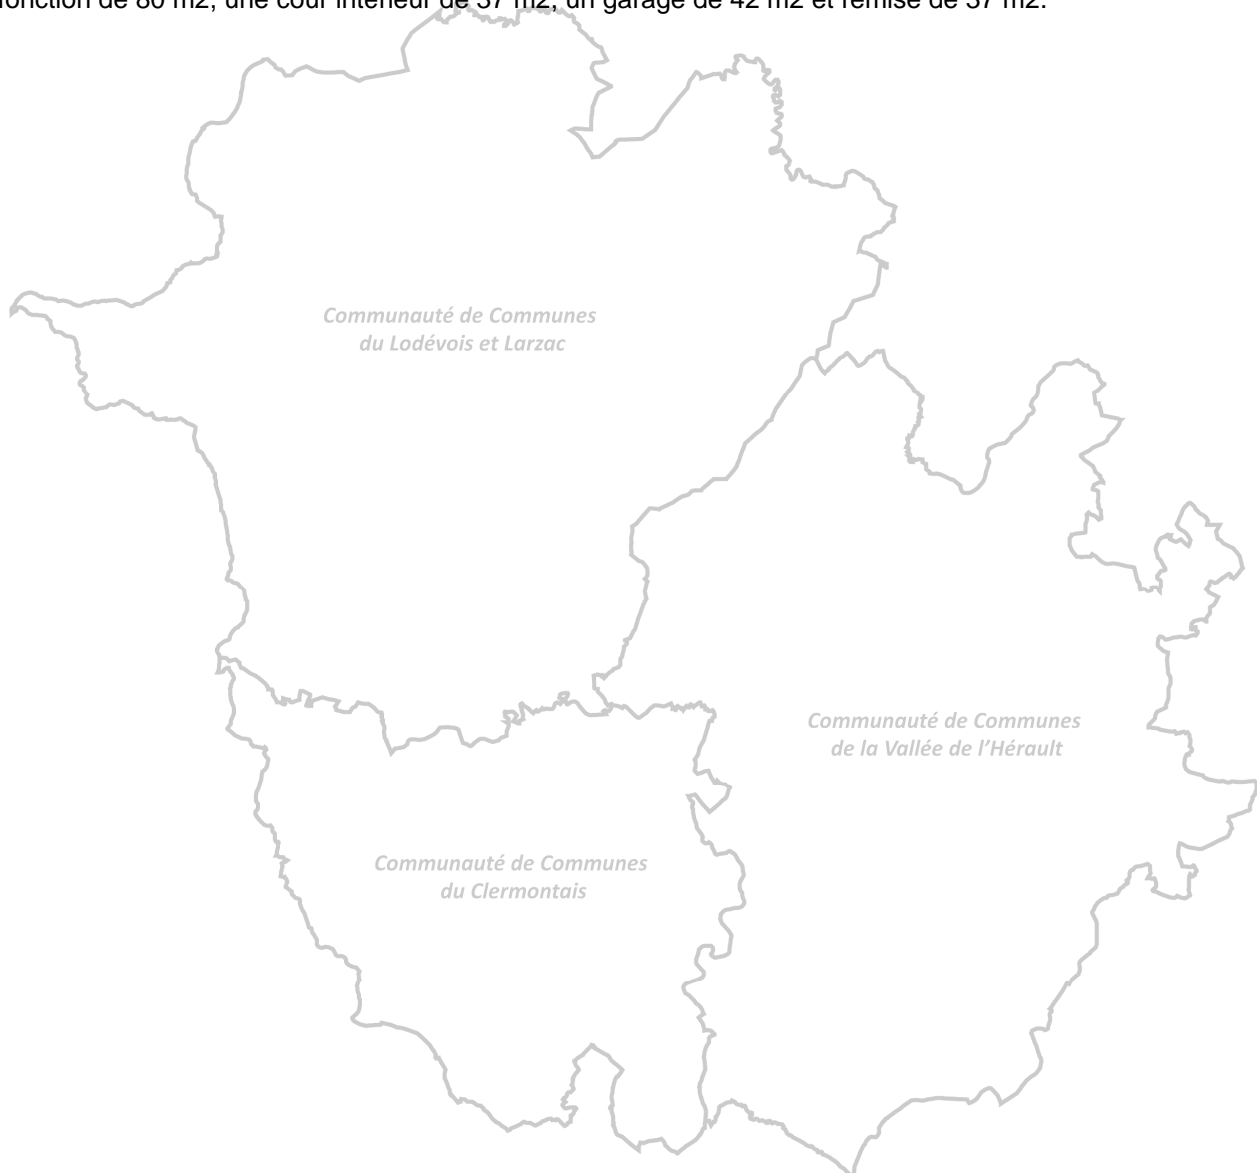 fonction de 80 m2, une cour intérieur de 37 m2, un garage de 42 m2 et remise de 37 m2.
Communauté de Communes
du Lodévois et Larzac
Communauté de Communes
de la Vallée de l'Hérault
Communauté de Communes
du Clermontais